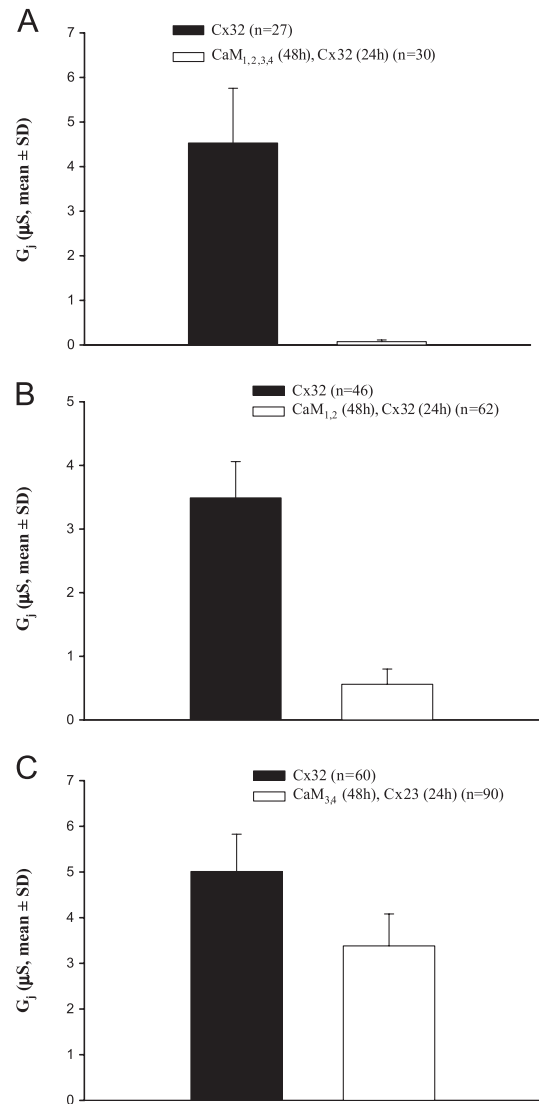 A
Cx32 (n=27)
CaM1,2,3,4 (48h), Cx32 (24h) (n=30)
Gj (µS, mean ± SD)
7
6
5
4
3
2
1
0
B
Cx32 (n=46)
CaM1,2 (48h), Cx32 (24h) (n=62)
Gj (µS, mean ± SD)
5
4
3
2
1
0
C
Cx32 (n=60)
CaM3,4 (48h), Cx23 (24h) (n=90)
Gj (µS, mean ± SD)
7
6
5
4
3
2
1
0